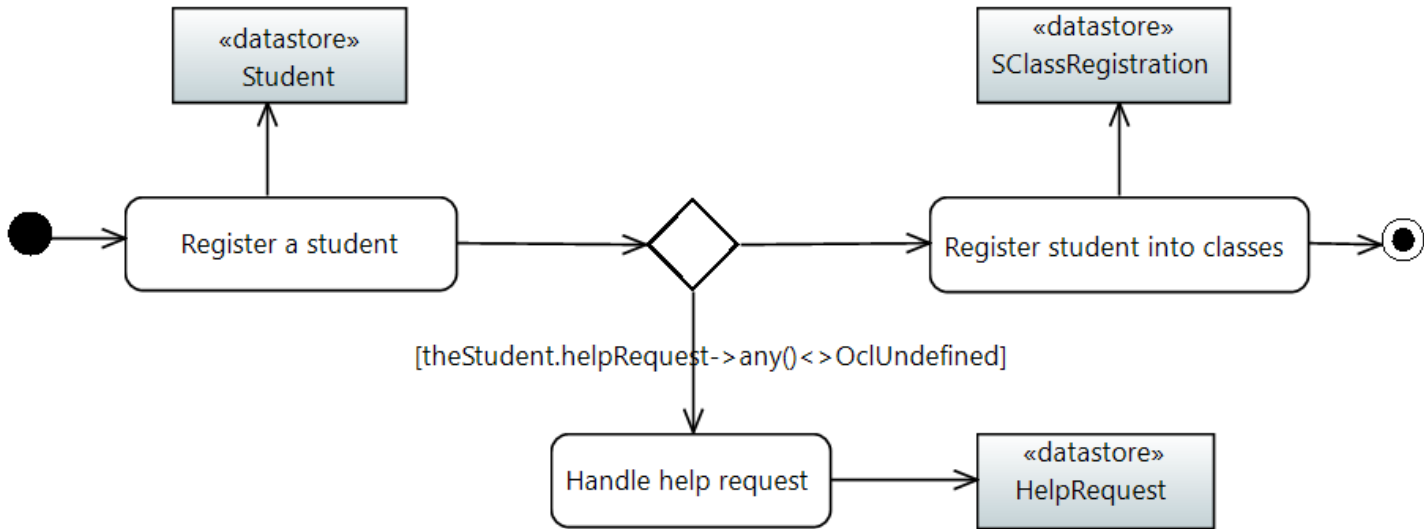 «datastore»
Student
«datastore»
SClassRegistration
Register a student
Register student into classes
[theStudent.helpRequest->any()<>OclUndefined]
Handle help request
«datastore»
HelpRequest